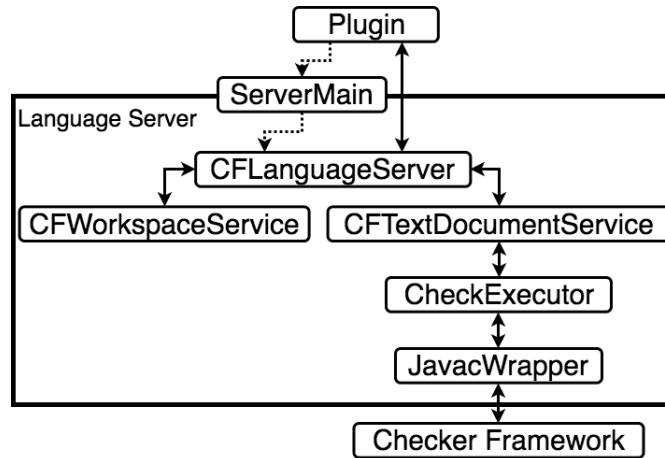 Plugin
ServerMain
Language Server
CFLanguageServer
CFWorkspaceService
CFTextDocumentService
CheckExecutor
JavacWrapper
Checker Framework